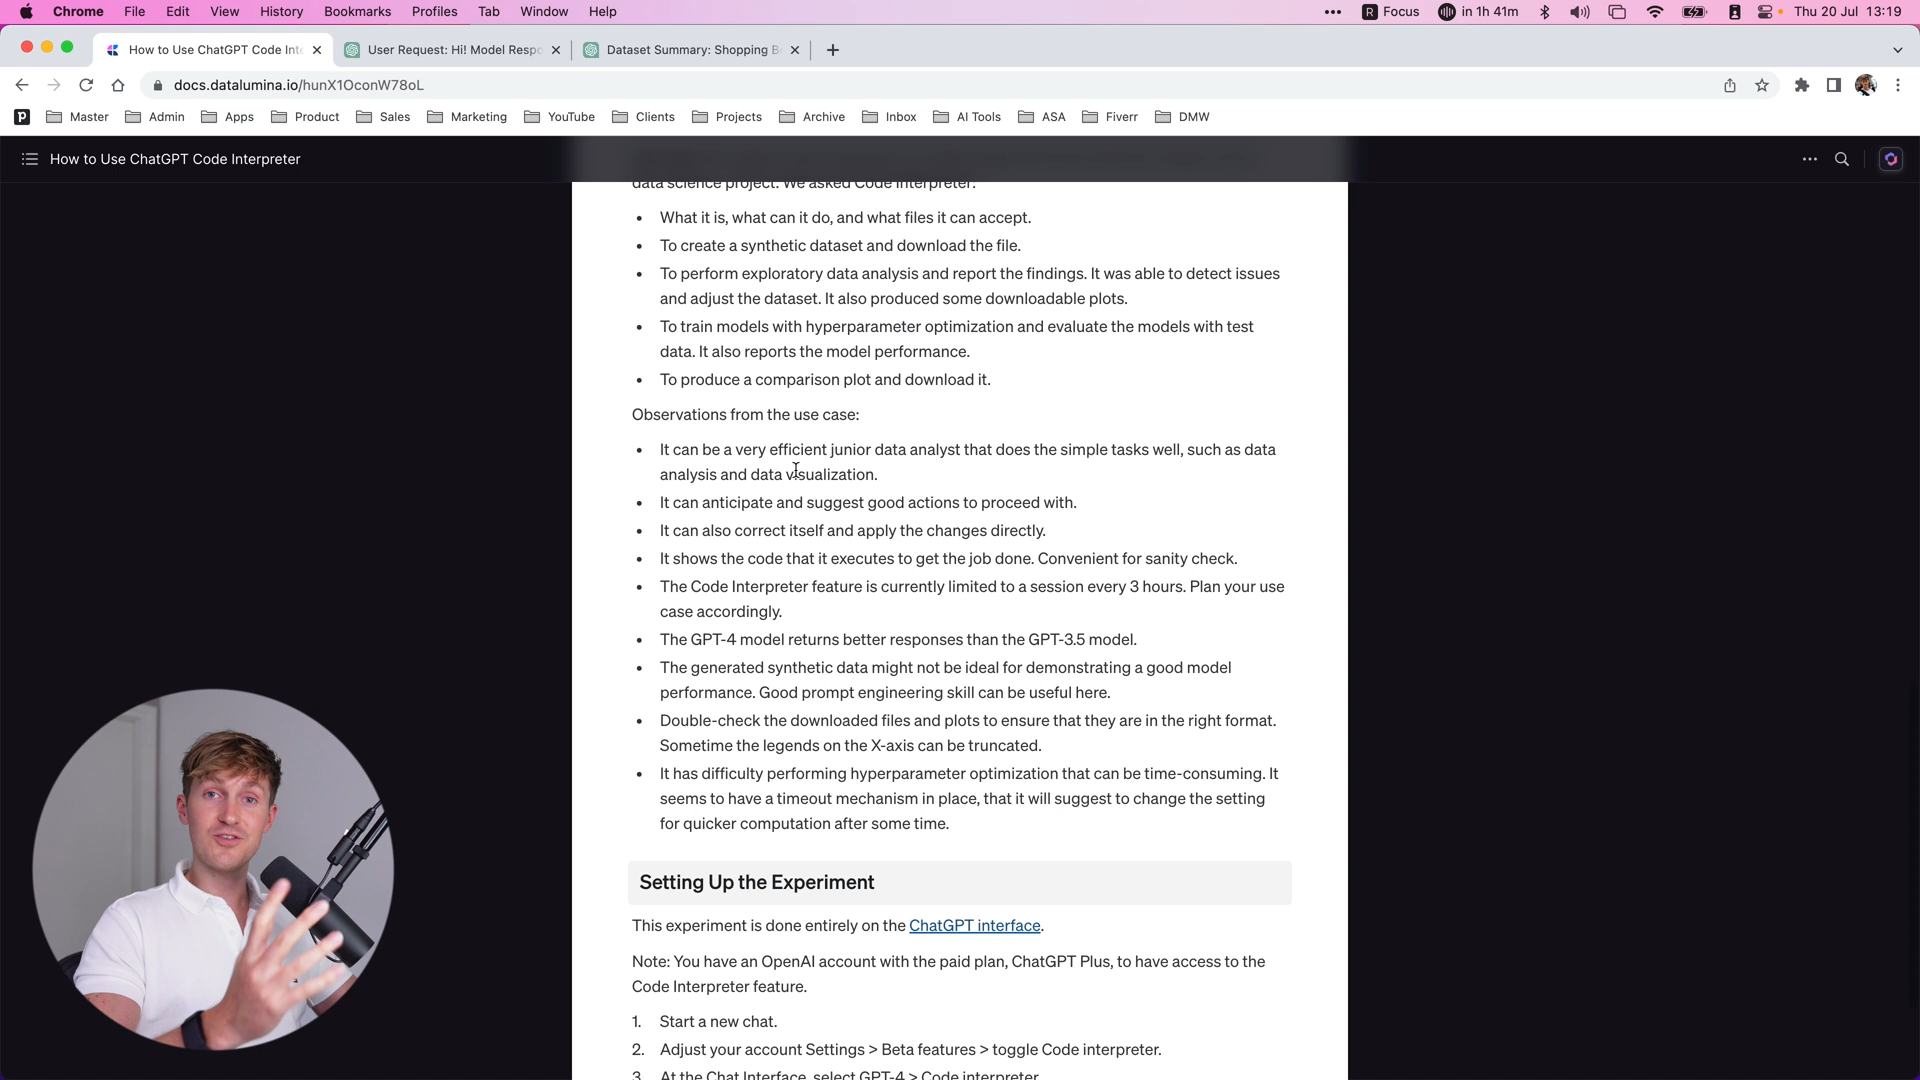 Chrome File Edit View History Bookmarks Profiles Tab Window Help ••• R Focus in 1h 41m Thu 20 Jul 13:19
How to Use ChatGPT Code Inte User Request: Hi! Model Respo Dataset Summary: Shopping B
docs.datalumina.io/hunX1OconW78oL
Master Admin Apps Product Sales Marketing YouTube Clients Projects Archive Inbox AI Tools ASA Fiverr DMW
How to Use ChatGPT Code Interpreter
data science project. We asked Code Interpreter:
• What it is, what can it do, and what files it can accept.
• To create a synthetic dataset and download the file.
• To perform exploratory data analysis and report the findings. It was able to detect issues
and adjust the dataset. It also produced some downloadable plots.
• To train models with hyperparameter optimization and evaluate the models with test
data. It also reports the model performance.
• To produce a comparison plot and download it.
Observations from the use case:
• It can be a very efficient junior data analyst that does the simple tasks well, such as data
analysis and data visualization.
• It can anticipate and suggest good actions to proceed with.
• It can also correct itself and apply the changes directly.
• It shows the code that it executes to get the job done. Convenient for sanity check.
• The Code Interpreter feature is currently limited to a session every 3 hours. Plan your use
case accordingly.
• The GPT-4 model returns better responses than the GPT-3.5 model.
• The generated synthetic data might not be ideal for demonstrating a good model
performance. Good prompt engineering skill can be useful here.
• Double-check the downloaded files and plots to ensure that they are in the right format.
Sometime the legends on the X-axis can be truncated.
• It has difficulty performing hyperparameter optimization that can be time-consuming. It
seems to have a timeout mechanism in place, that it will suggest to change the setting
for quicker computation after some time.
Setting Up the Experiment
This experiment is done entirely on the ChatGPT interface.
Note: You have an OpenAI account with the paid plan, ChatGPT Plus, to have access to the
Code Interpreter feature.
1. Start a new chat.
2. Adjust your account Settings > Beta features > toggle Code interpreter.
3. At the Chat Interface, select GPT-4 > Code interpreter.